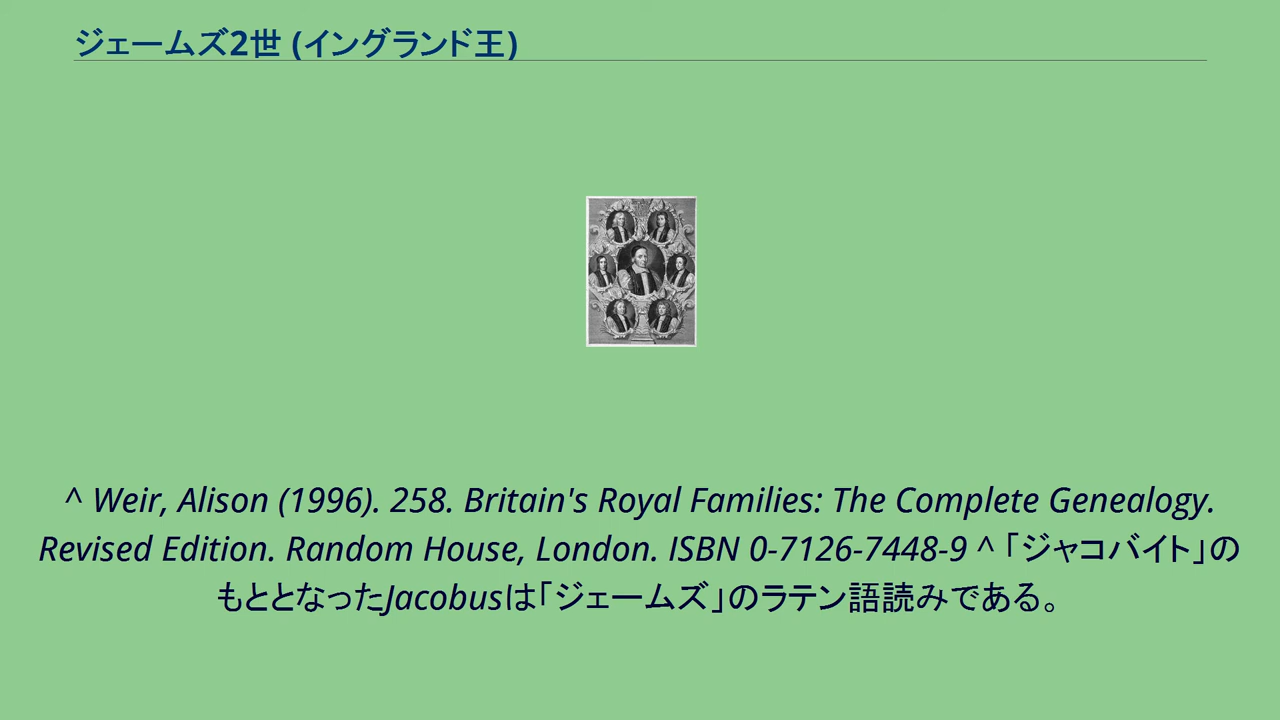 ジェームズ2世 (イングランド王)
^ Weir, Alison (1996). 258. Britain's Royal Families: The Complete Genealogy.
Revised Edition. Random House, London. ISBN 0-7126-7448-9 ^ 「ジャコバイト」の
もととなったJacobusは「ジェームズ」のラテン語読みである。